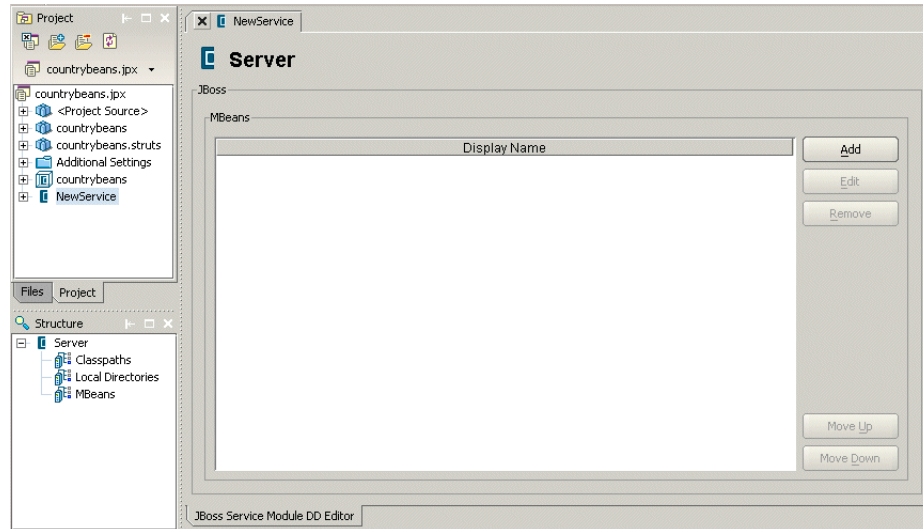 Project
countrybeans.jpx
countrybeans.jpx
<Project Source>
countrybeans
countrybeans.struts
Additional Settings
countrybeans
NewService
Files
Project
Structure
Server
Classpaths
Local Directories
MBeans
NewService
Server
JBoss
MBeans
Display Name
Add
Edit
Remove
Move Up
Move Down
JBoss Service Module DD Editor